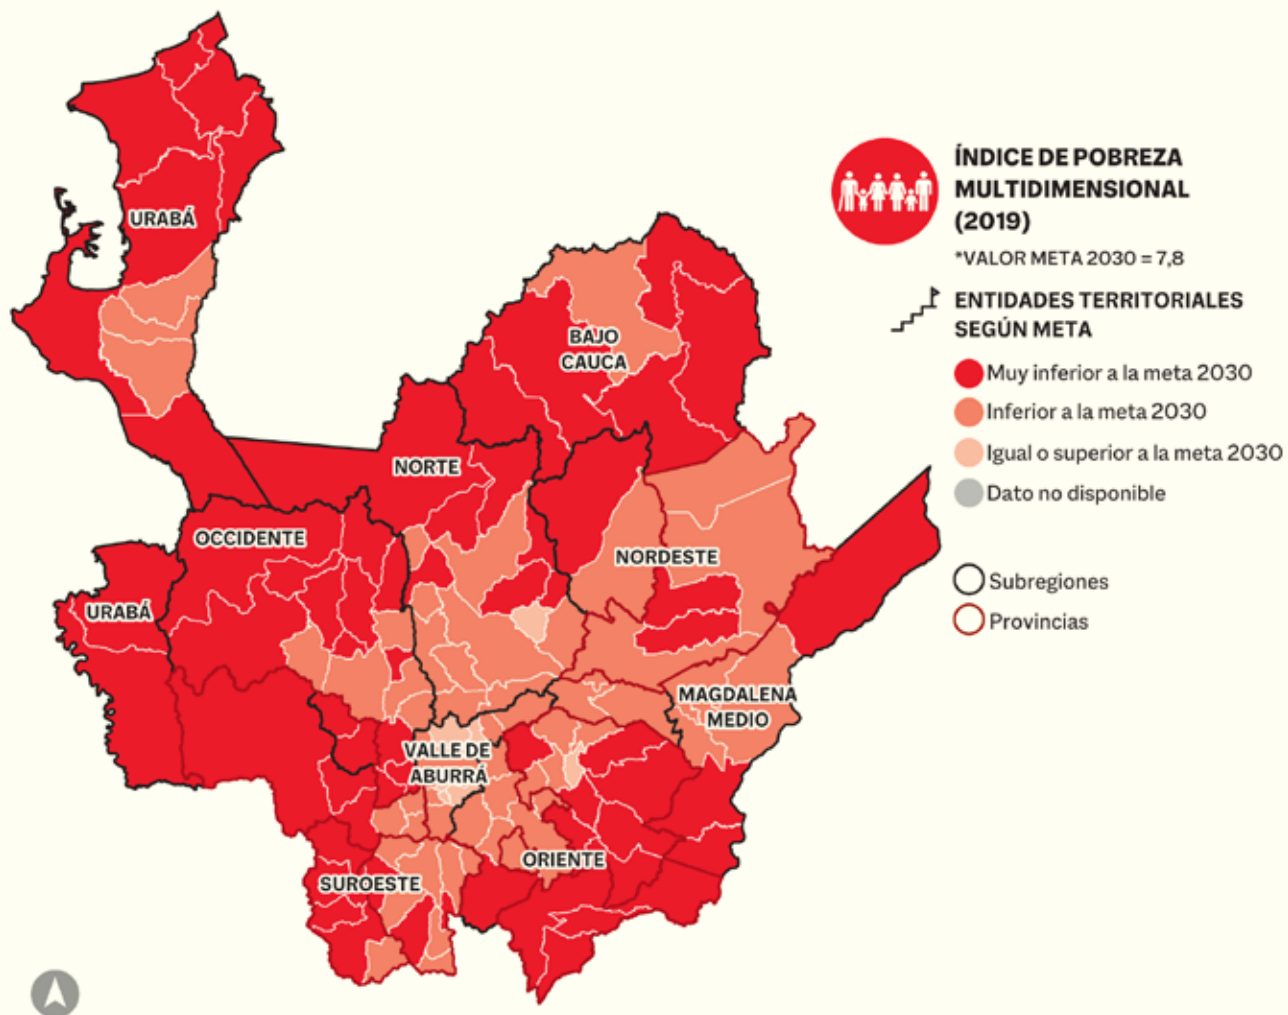 ÍNDICE DE POBREZA
MULTIDIMENSIONAL
(2019)
*VALOR META 2030 = 7,8
ENTIDADES TERRITORIALES
SEGÚN META
Muy inferior a la meta 2030
Inferior a la meta 2030
Igual o superior a la meta 2030
Dato no disponible
Subregiones
Provincias
URABÁ
BAJO
CAUCA
NORTE
OCCIDENTE
NORDESTE
URABÁ
MAGDALENA
MEDIO
VALLE DE
ABURRÁ
ORIENTE
SUROESTE